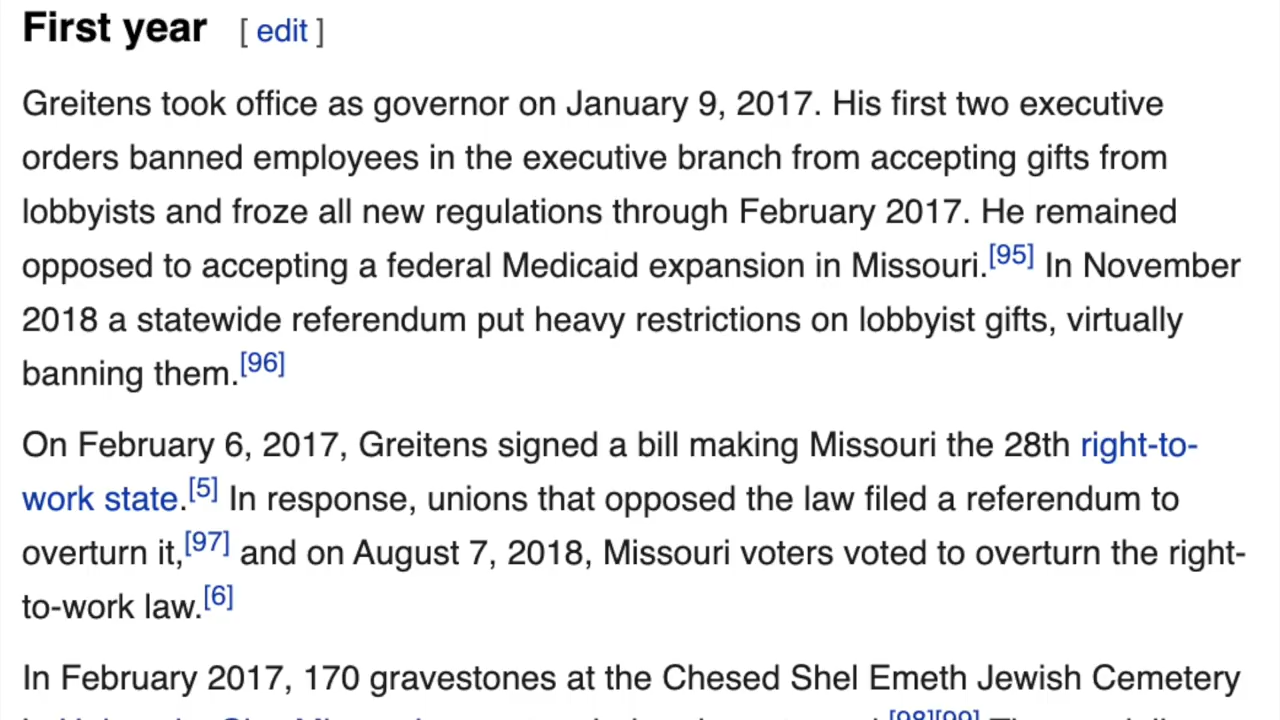 First year [ edit ]
Greitens took office as governor on January 9, 2017. His first two executive
orders banned employees in the executive branch from accepting gifts from
lobbyists and froze all new regulations through February 2017. He remained
opposed to accepting a federal Medicaid expansion in Missouri.[95] In November
2018 a statewide referendum put heavy restrictions on lobbyist gifts, virtually
banning them.[96]
On February 6, 2017, Greitens signed a bill making Missouri the 28th right-to-
work state.[5] In response, unions that opposed the law filed a referendum to
overturn it,[97] and on August 7, 2018, Missouri voters voted to overturn the right-
to-work law.[6]
In February 2017, 170 gravestones at the Chesed Shel Emeth Jewish Cemetery
[98][99]